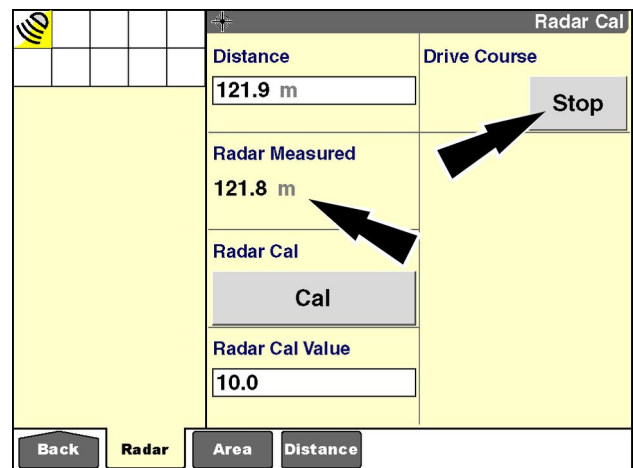 Radar Cal
Distance
121.9 m
Drive Course
Stop
Radar Measured
121.8 m
Radar Cal
Cal
Radar Cal Value
10.0
Back
Radar
Area
Distance